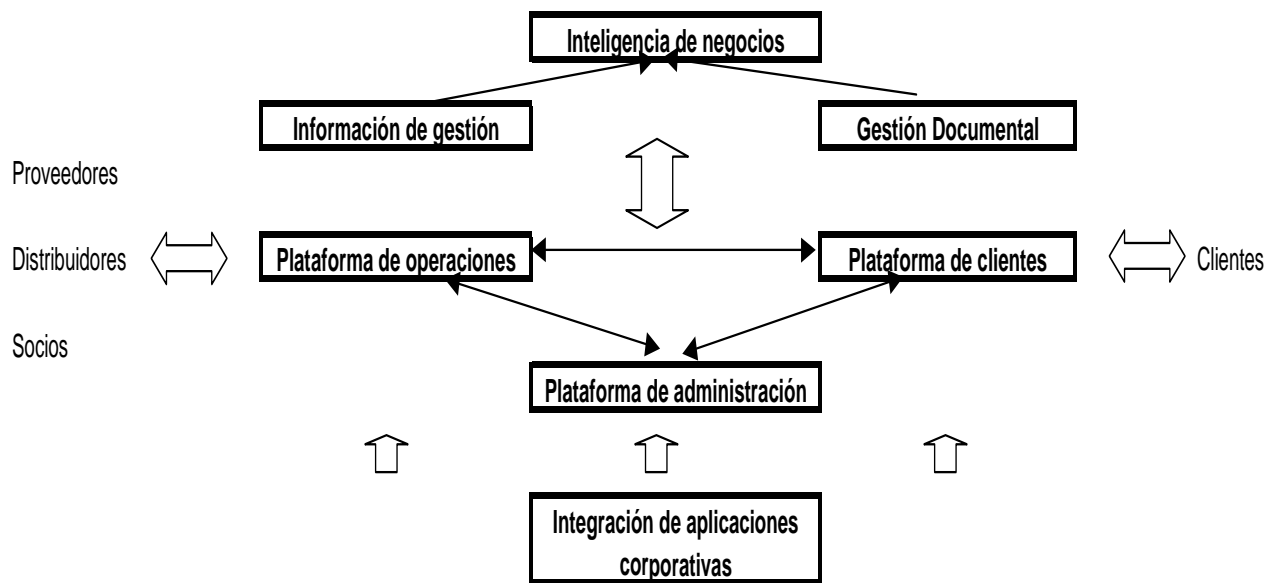 Inteligencia de negocios
Información de gestión
Gestión Documental
Proveedores
Distribuidores
Plataforma de operaciones
Plataforma de clientes
Clientes
Socios
Plataforma de administración
Integración de aplicaciones
corporativas